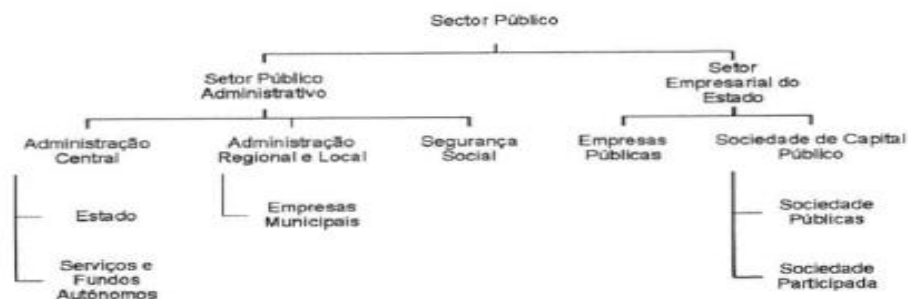 Sector Público
Setor Público
Administrativo
Setor
Empresarial do
Estado
Administração
Central
Administração
Regional e Local
Segurança
Social
Empresas
Públicas
Sociedade de Capital
Público
Estado
Serviços e
Fundos
Autónomos
Empresas
Municipais
Sociedade
Públicas
Sociedade
Participada